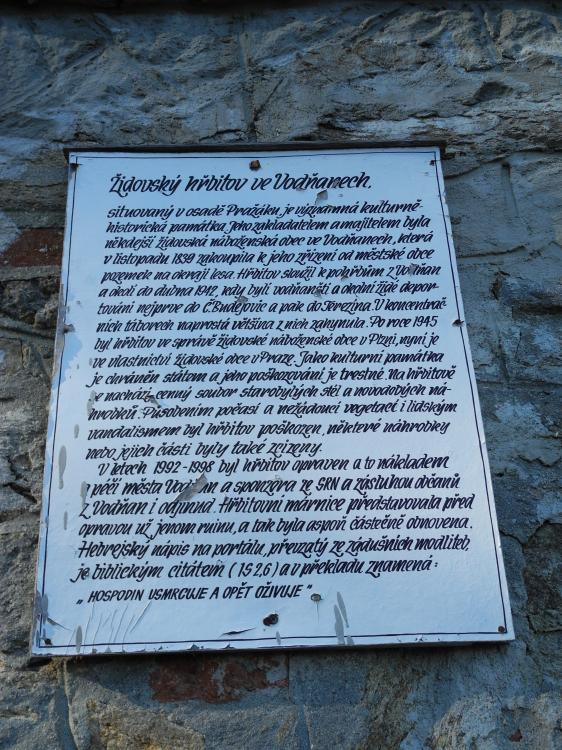 Židovský hřbitov ve Vodňanech,
situovaný v osadě Pražáku, je významná kulturně-
historická památka. Jeho zakladatelem a majitelem byla
někdejší židovská náboženská obec ve Vodňanech, která
v listopadu 1839 zakoupila k jeho zřízení od městské obce
pozemek na okraji lesa. Hřbitov sloužil k pohřbům z Vodňan
a okolí do dubna 1942, kdy byli vodňanští a okolní židé depor-
továni nejprve do Č. Budějovic a pak do Terezína. V koncentrač-
ních táborech naprostá většina z nich zahynula. Po roce 1945
byl hřbitov ve správě židovské náboženské obce v Plzni, nyní je
ve vlastnictví židovské obce v Praze. Jako kulturní památka
je chráněn státem a jeho poškozování je trestné. Na hřbitově
se nachází cenný soubor starobylých stél a novodobých ná-
hrobků. Působením počasí a nežádoucí vegetací i lidským
vandalismem byl hřbitov poškozen, některé náhrobky
nebo jejich části byly také zcizeny.
V letech 1992-1998 byl hřbitov opraven a to nákladem
a péčí města Vodňan a sponzora ze SRN a zásluhou občanů
z Vodňan i odjinud. Hřbitovní márnice představovala před
opravou už jenom ruinu, a tak byla aspoň částečně obnovena.
Hebrejský nápis na portálu, převzatý ze zádušních modliteb,
je biblickým citátem (1S 2,6) a v překladu znamená:
„HOSPODIN USMRCUJE A OPĚT OŽIVUJE"